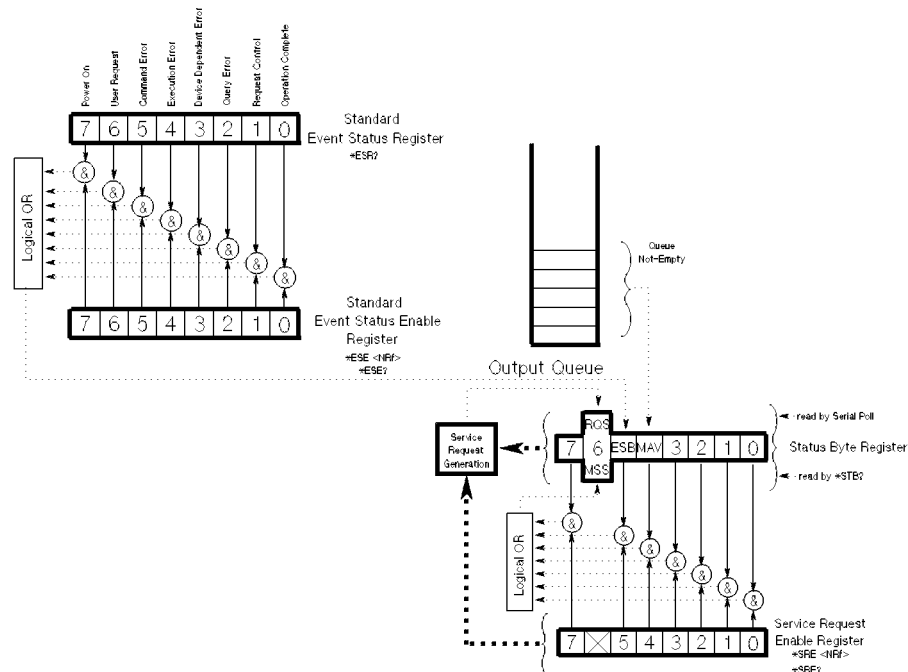 Power On
User Request
Command Error
Execution Error
Device Dependent Error
Query Error
Request Control
Operation Complete
7 6 5 4 3 2 1 0
Standard
Event Status Register
*ESR?
& & & & & & & &
Logical OR
7 6 5 4 3 2 1 0
Standard
Event Status Enable
Register
*ESE <NRf>
*ESE?
Queue
Not-Empty
Output Queue
Service
Request
Generation
RQS
7 6 ESB MAV 3 2 1 0
MSS
read by Serial Poll
Status Byte Register
read by *STB?
& & & & & & &
Logical OR
7 5 4 3 2 1 0
Service Request
Enable Register
*SRE <NRf>
*SRE?